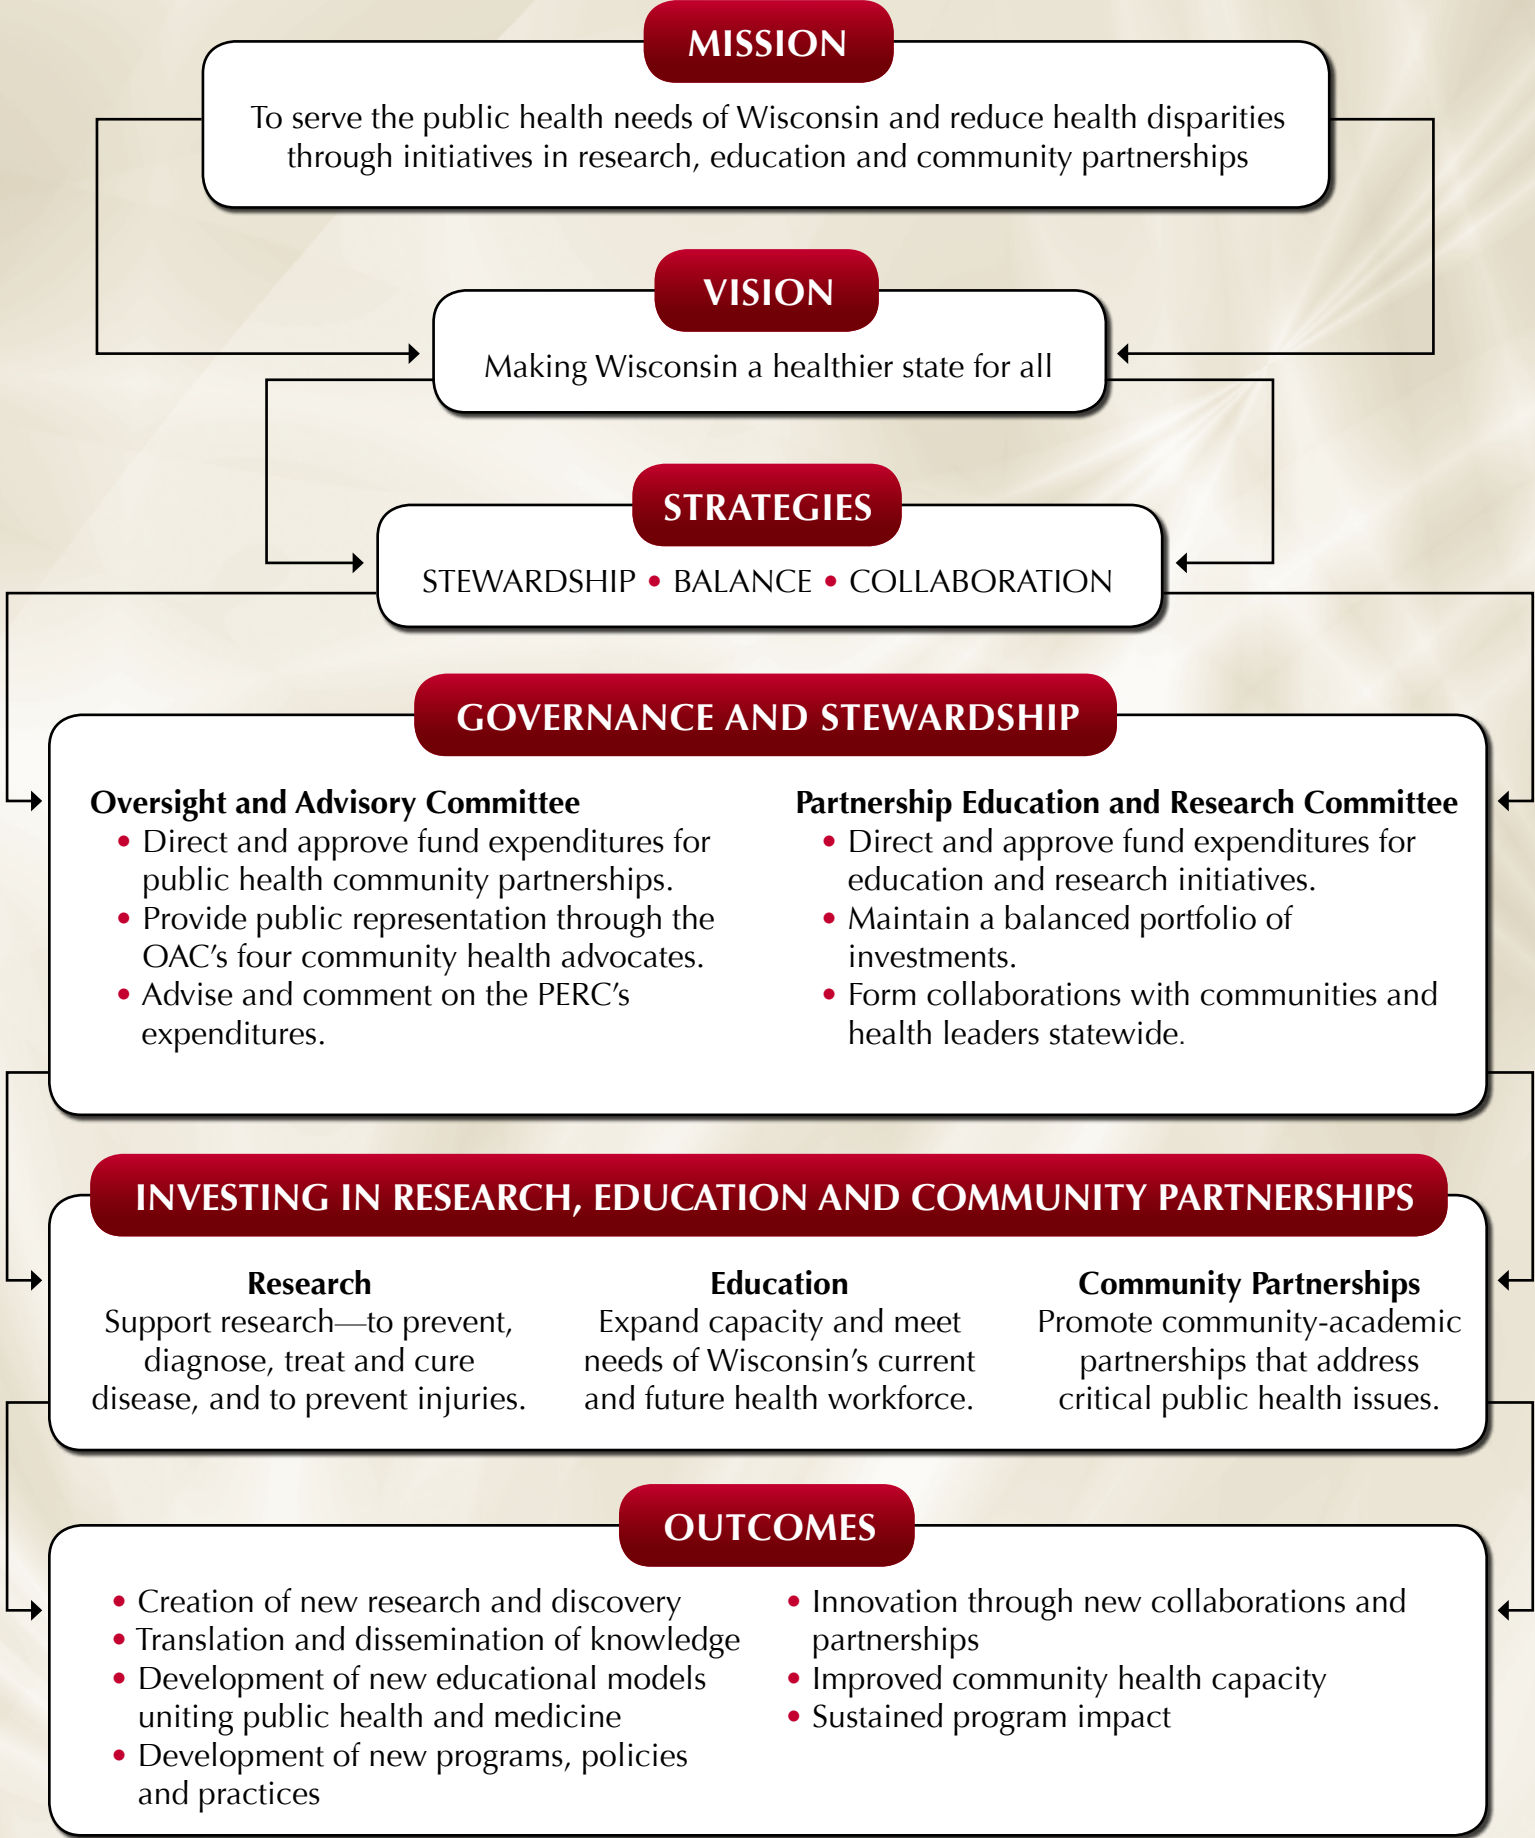 MISSION
To serve the public health needs of Wisconsin and reduce health disparities
through initiatives in research, education and community partnerships
VISION
Making Wisconsin a healthier state for all
STRATEGIES
STEWARDSHIP • BALANCE • COLLABORATION
GOVERNANCE AND STEWARDSHIP
Oversight and Advisory Committee
• Direct and approve fund expenditures for
public health community partnerships.
• Provide public representation through the
OAC’s four community health advocates.
• Advise and comment on the PERC’s
expenditures.
Partnership Education and Research Committee
• Direct and approve fund expenditures for
education and research initiatives.
• Maintain a balanced portfolio of
investments.
• Form collaborations with communities and
health leaders statewide.
INVESTING IN RESEARCH, EDUCATION AND COMMUNITY PARTNERSHIPS
Research
Support research—to prevent,
diagnose, treat and cure
disease, and to prevent injuries.
Education
Expand capacity and meet
needs of Wisconsin’s current
and future health workforce.
Community Partnerships
Promote community-academic
partnerships that address
critical public health issues.
OUTCOMES
• Creation of new research and discovery
• Translation and dissemination of knowledge
• Development of new educational models
uniting public health and medicine
• Development of new programs, policies
and practices
• Innovation through new collaborations and
partnerships
• Improved community health capacity
• Sustained program impact